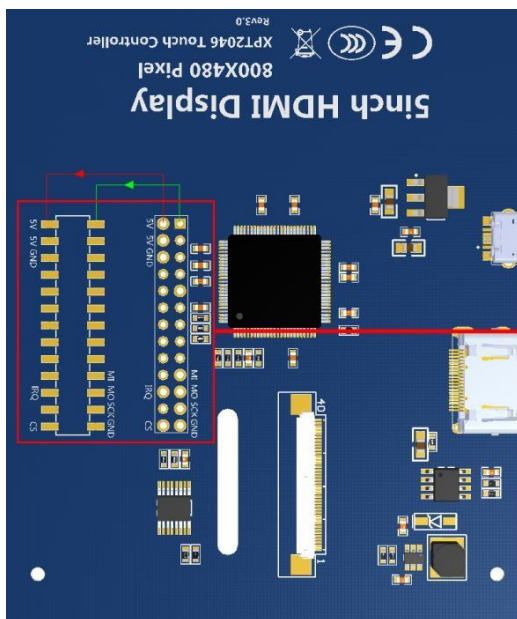 5inch HDMI Display
800X480 Pixel
XPT2046 Touch Controller
Rev3.0
CE
5V
5V
GND
IRQ
CS
MI
MO
SCK
GND
5V
5V
GND
IRQ
CS
MI
MO
SCK
GND
40
1